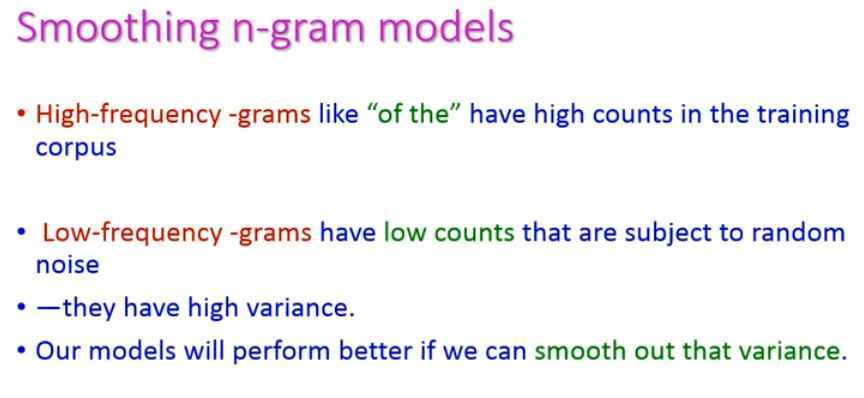 Smoothing n-gram models
• High-frequency -grams like “of the” have high counts in the training
corpus
• Low-frequency -grams have low counts that are subject to random
noise
• —they have high variance.
• Our models will perform better if we can smooth out that variance.